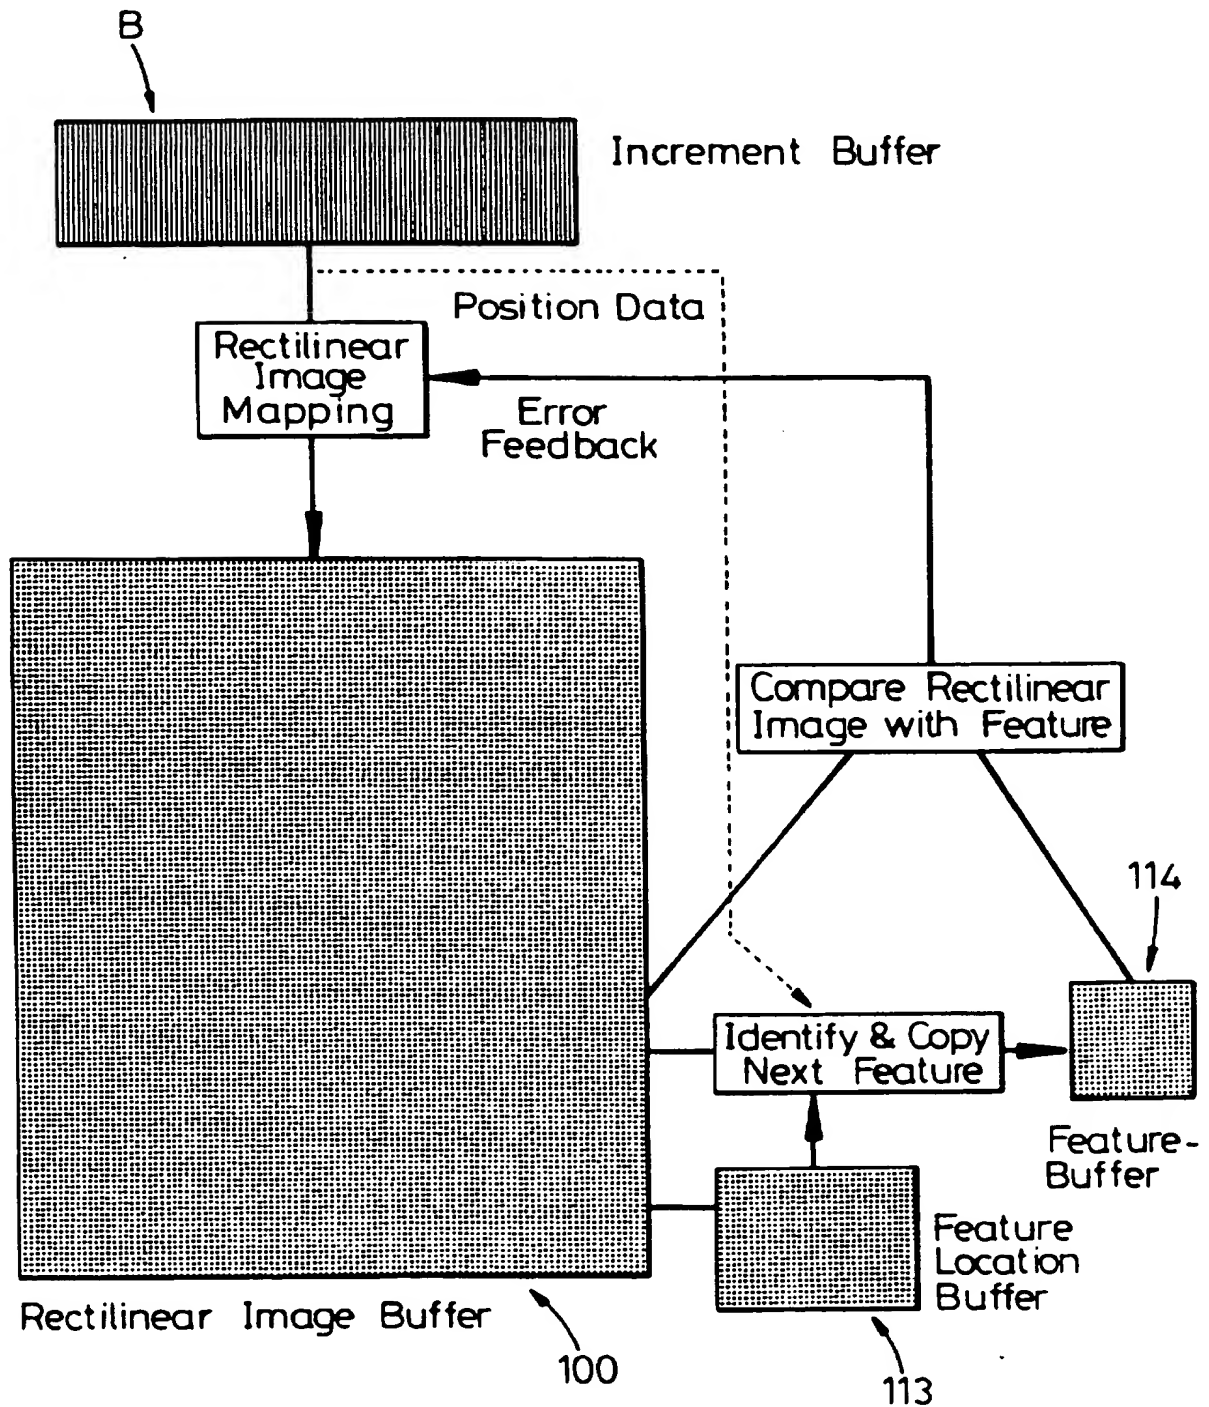 B
Increment Buffer
Position Data
Rectilinear
Image
Mapping
Error
Feedback
Compare Rectilinear
Image with Feature
114
Identify & Copy
Next Feature
Feature-
Buffer
Feature
Location
Buffer
Rectilinear Image Buffer
100
113